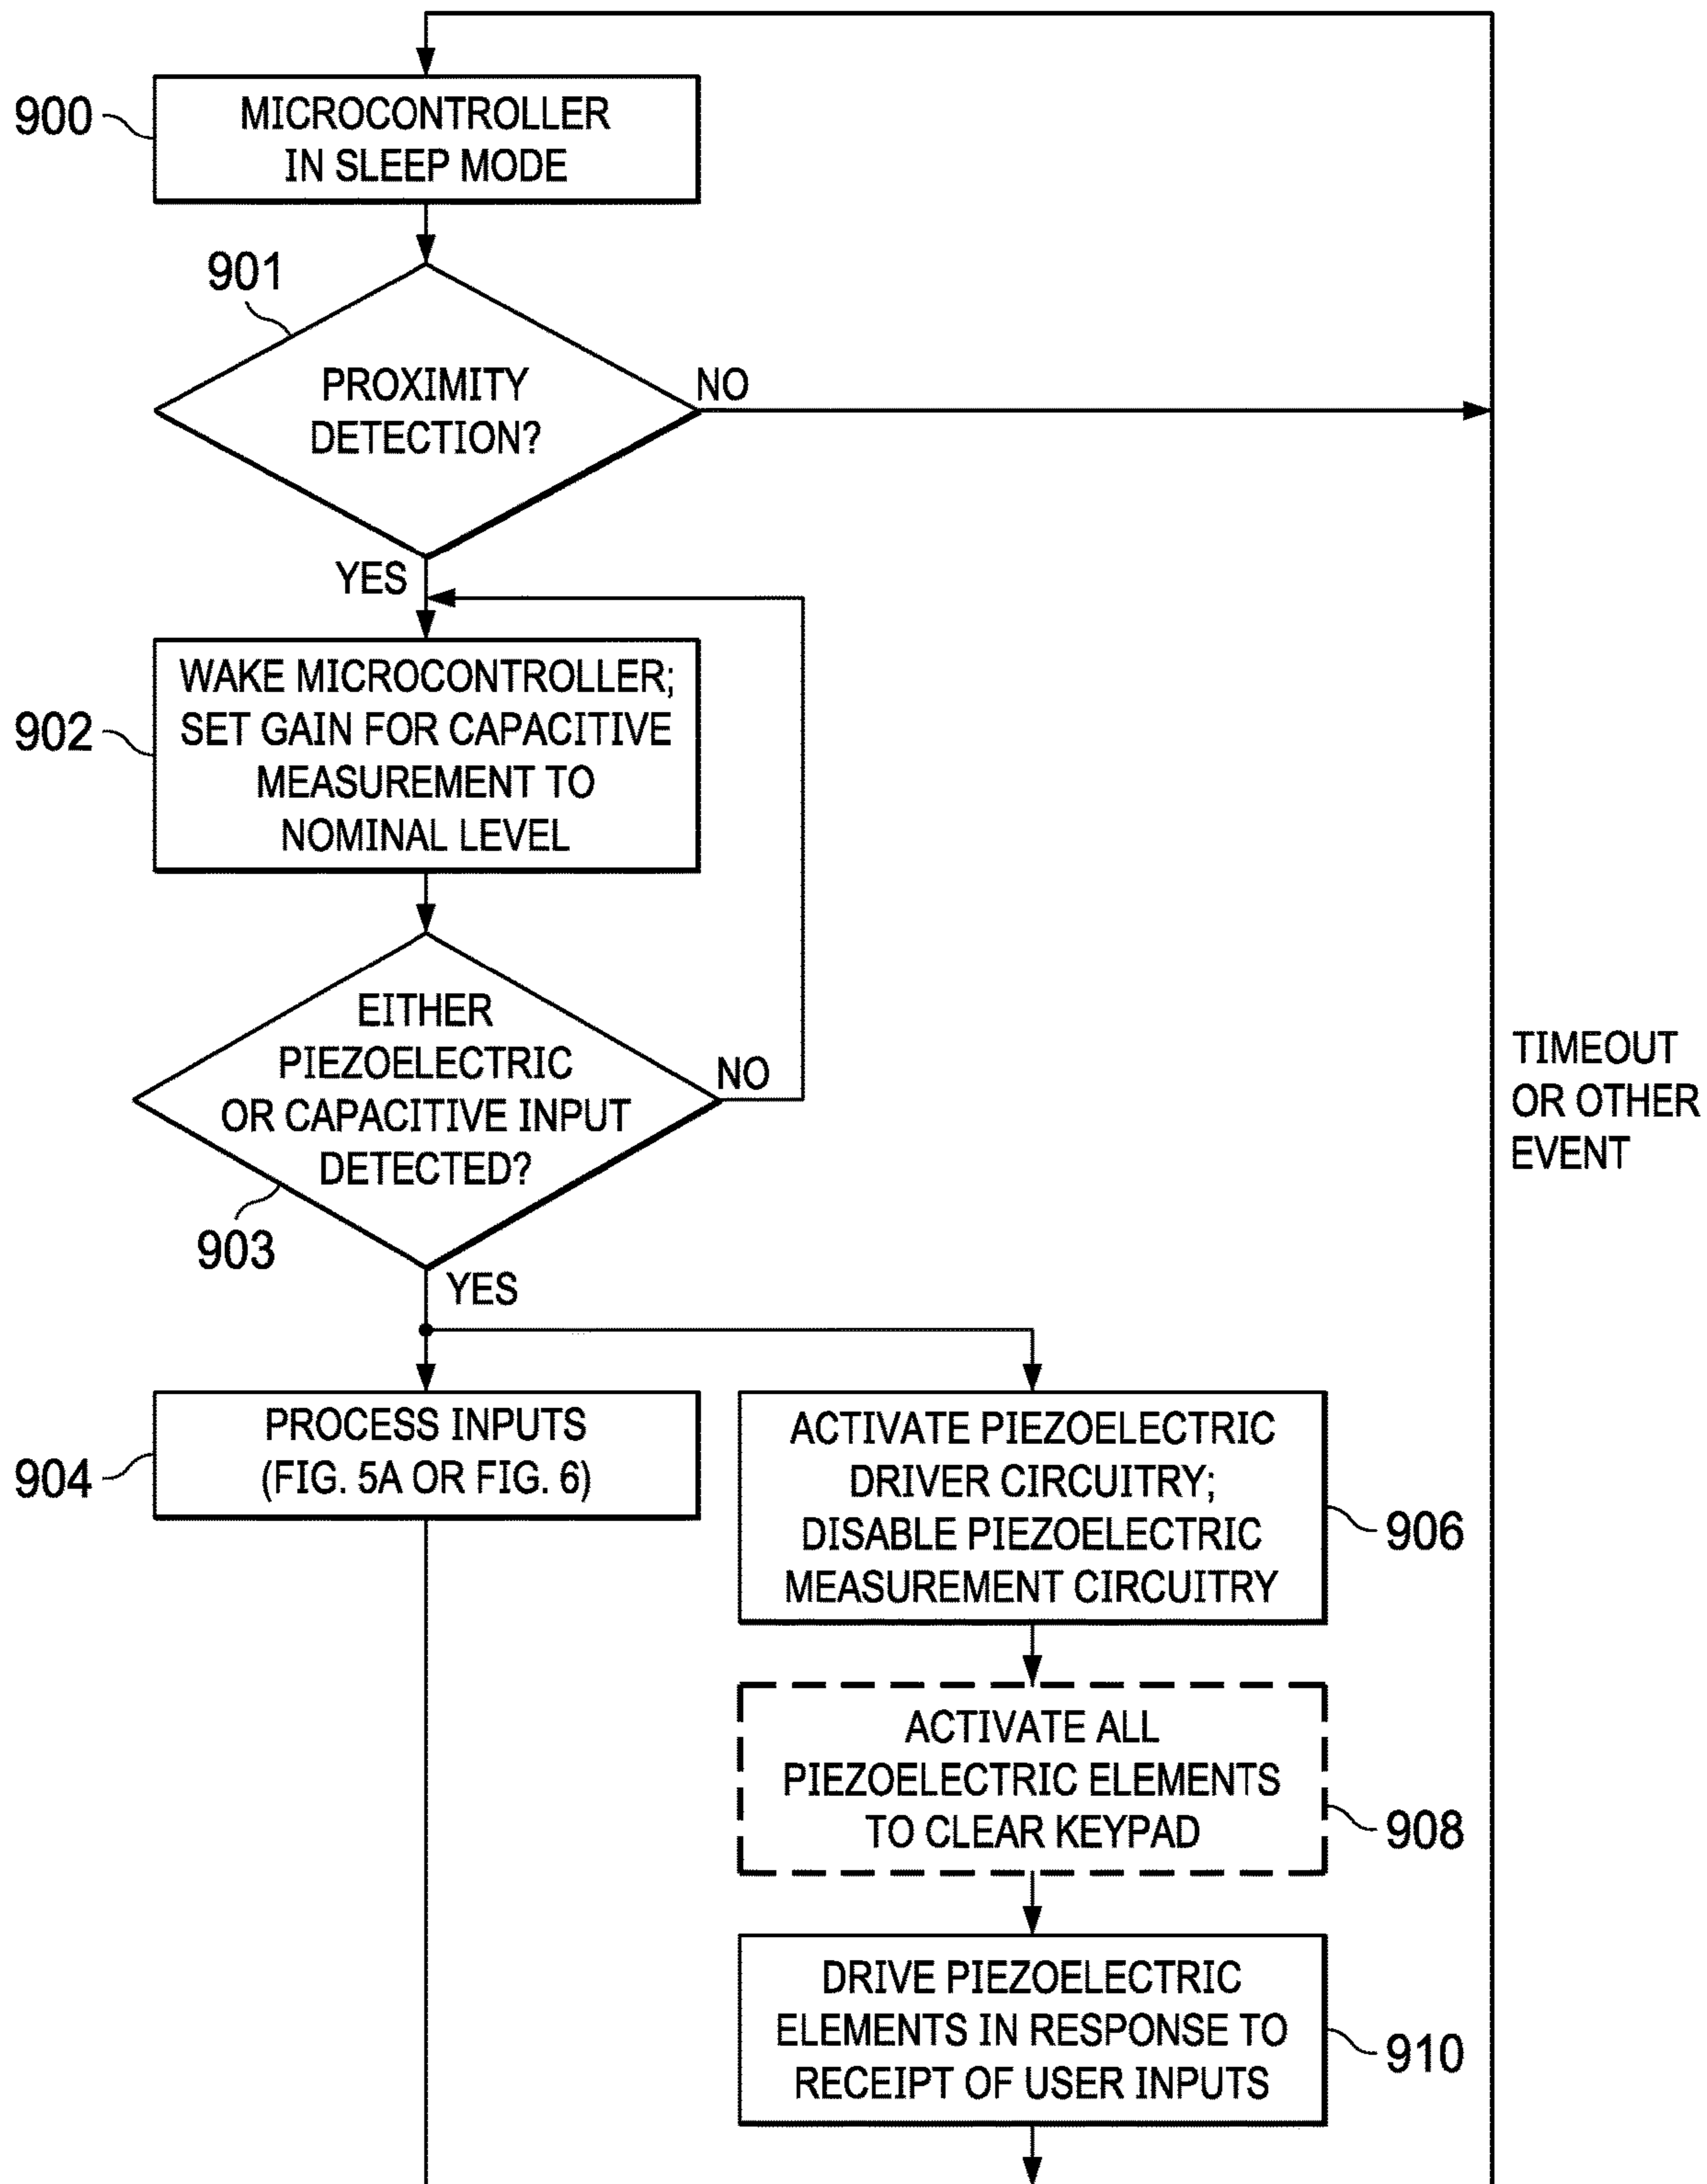 900
MICROCONTROLLER
IN SLEEP MODE
901
PROXIMITY
DETECTION?
NO
YES
902
WAKE MICROCONTROLLER;
SET GAIN FOR CAPACITIVE
MEASUREMENT TO
NOMINAL LEVEL
EITHER
PIEZOELECTRIC
OR CAPACITIVE INPUT
DETECTED?
NO
903
YES
TIMEOUT
OR OTHER
EVENT
904
PROCESS INPUTS
(FIG. 5A OR FIG. 6)
ACTIVATE PIEZOELECTRIC
DRIVER CIRCUITRY;
DISABLE PIEZOELECTRIC
MEASUREMENT CIRCUITRY
906
ACTIVATE ALL
PIEZOELECTRIC ELEMENTS
TO CLEAR KEYPAD
908
DRIVE PIEZOELECTRIC
ELEMENTS IN RESPONSE TO
RECEIPT OF USER INPUTS
910